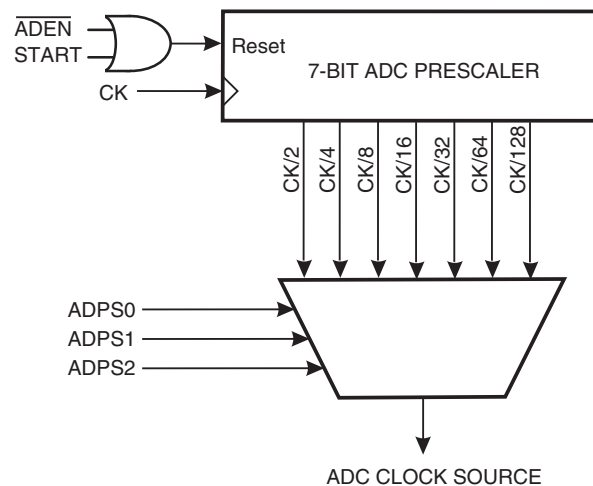 A̅D̅E̅N̅
START
Reset
7-BIT ADC PRESCALER
CK
CK/2
CK/4
CK/8
CK/16
CK/32
CK/64
CK/128
ADPS0
ADPS1
ADPS2
ADC CLOCK SOURCE